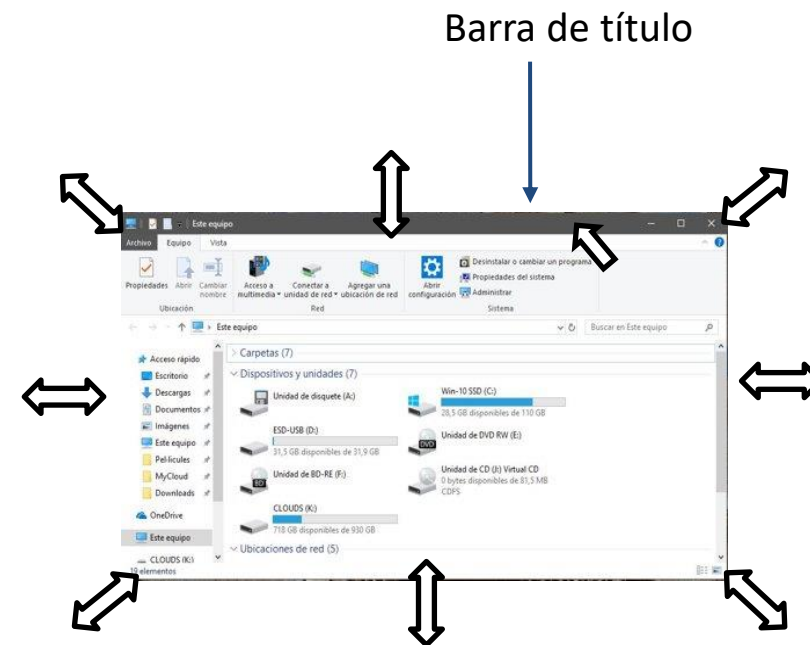 Barra de título
Este equipo
Archivo Equipo Vista
Propiedades Abrir Cambiar nombre
Ubicación
Acceso a multimedia Conectar a unidad de red Agregar una ubicación de red
Red
Abrir configuración
Desinstalar o cambiar un programa
Propiedades del sistema
Administrar
Sistema
Este equipo
Buscar en Este equipo
Acceso rápido
Escritorio
Descargas
Documentos
Imágenes
Este equipo
Pel·lícules
MyCloud
Downloads
OneDrive
Este equipo
CLOUDS (K:)
19 elementos
Carpetas (7)
Dispositivos y unidades (7)
Unidad de disquete (A:)
Win-10 SSD (C:)
28,5 GB disponibles de 110 GB
ESD-USB (D:)
31,5 GB disponibles de 31,9 GB
Unidad de DVD RW (E:)
DVD
Unidad de BD-RE (F:)
BD
Unidad de CD (J:) Virtual CD
0 bytes disponibles de 81,5 MB
CDFS
CLOUDS (K:)
718 GB disponibles de 930 GB
Ubicaciones de red (5)